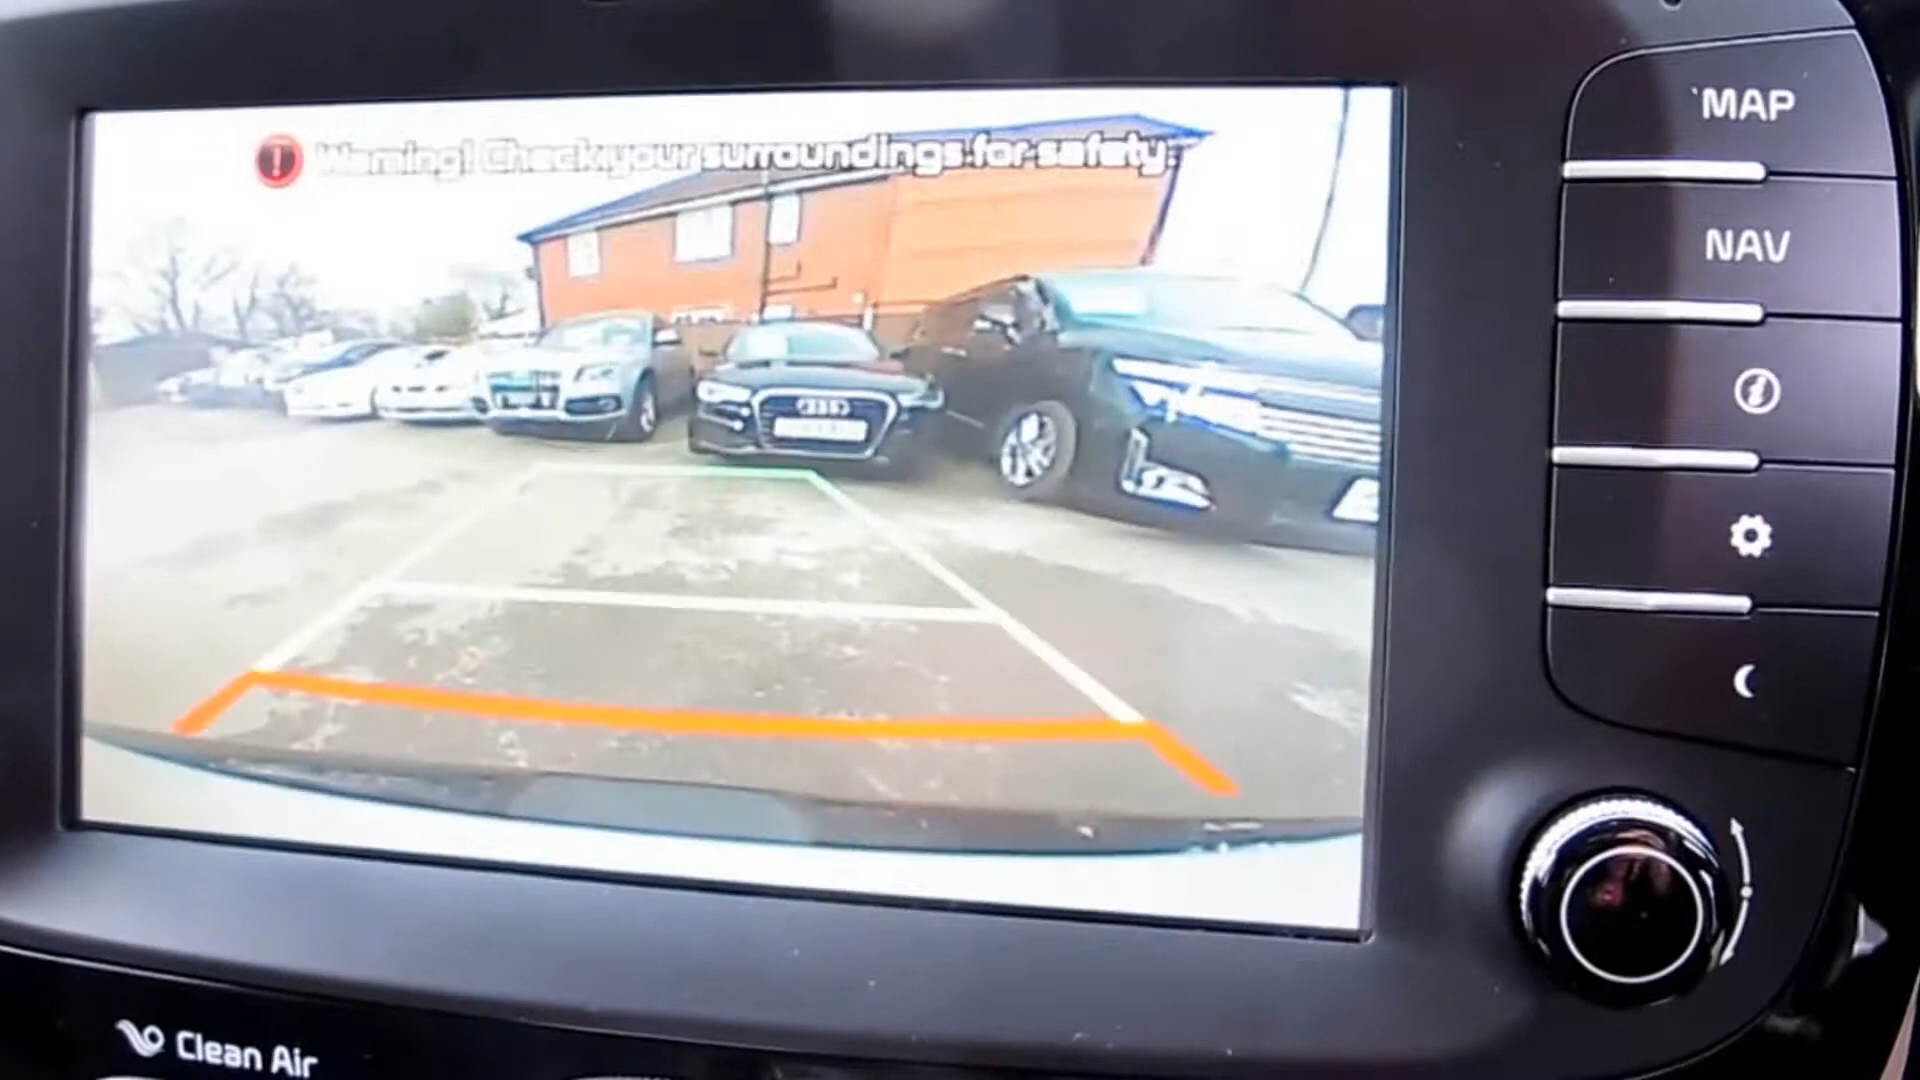 Warning! Check your surroundings for safety.
MAP
NAV
Clean Air